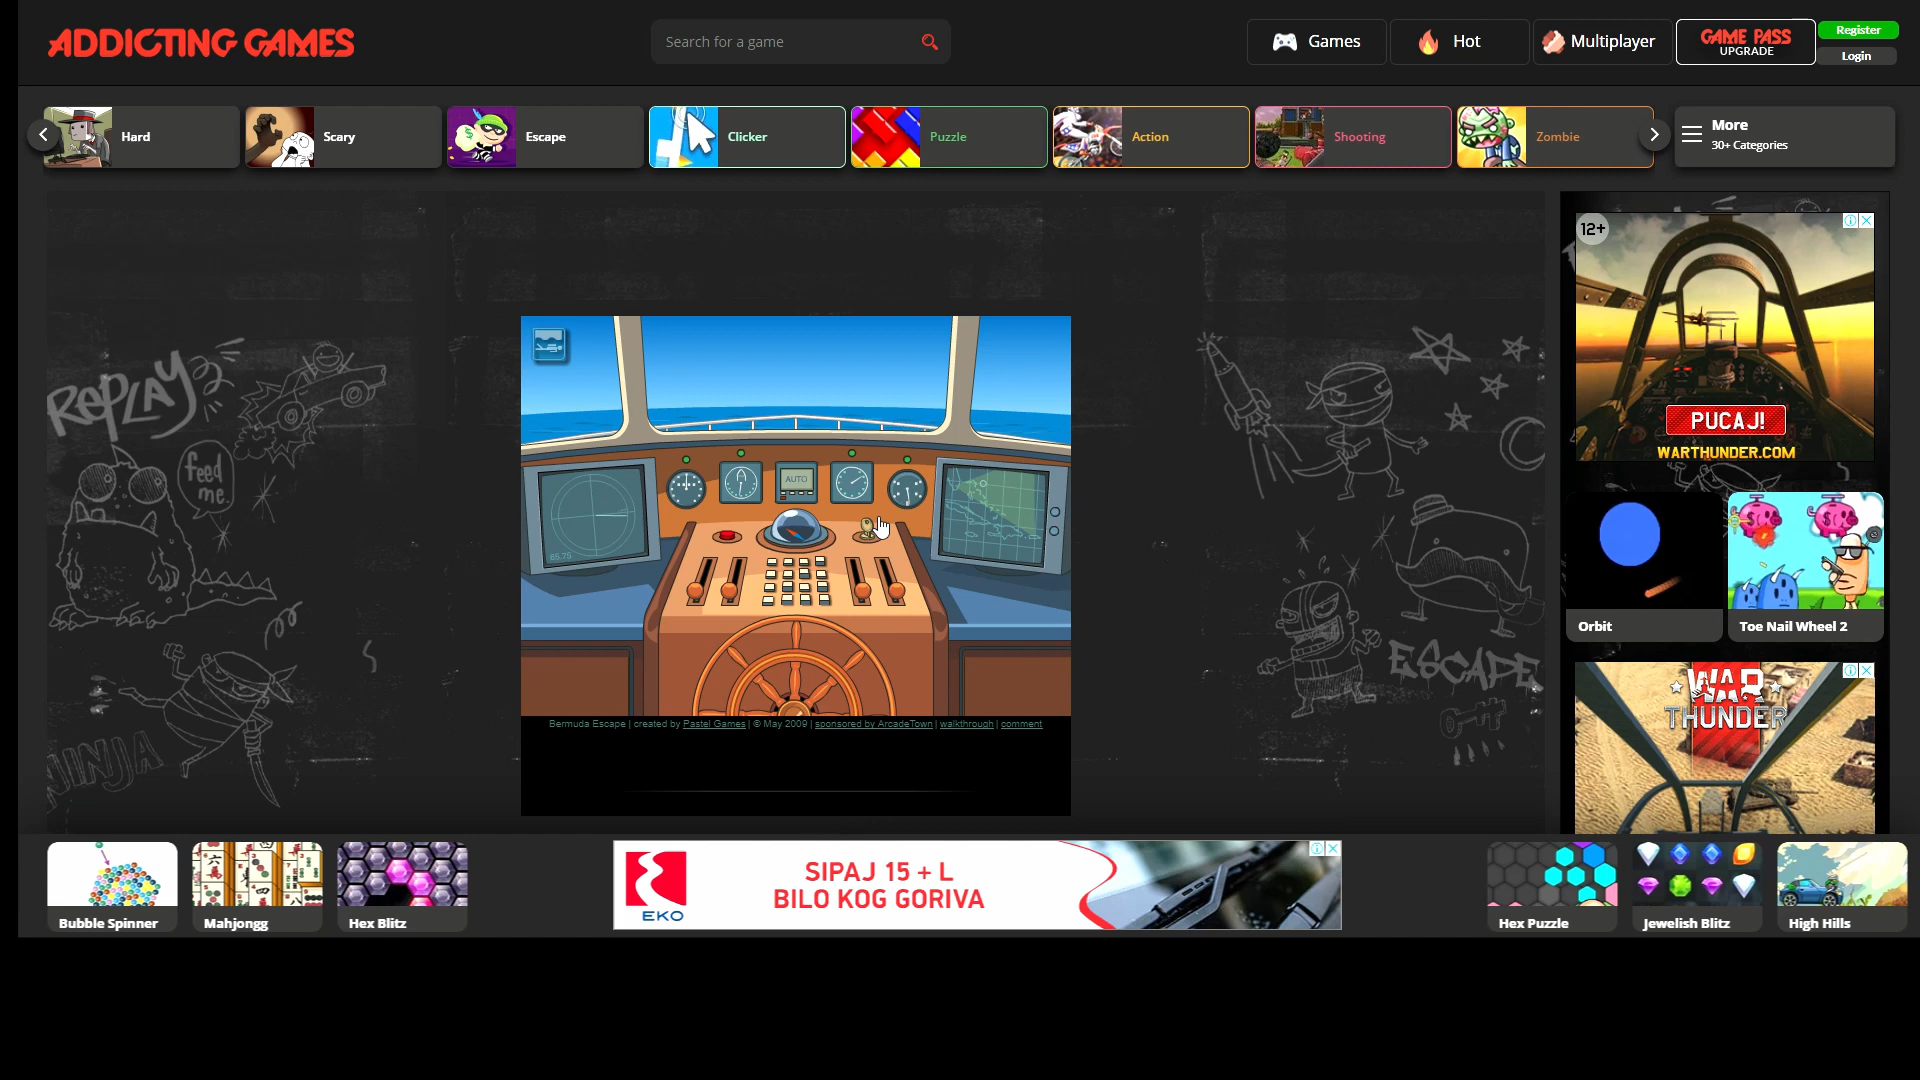 ADDICTING GAMES
Search for a game
Games
Hot
Multiplayer
GAME PASS
UPGRADE
Register
Login
Hard
Scary
Escape
Clicker
Puzzle
Action
Shooting
Zombie
More
30+ Categories
REPLAY
feed
me.
NINJA
ESCAPE
AUTO
65.75
Bermuda Escape | created by Pastel Games | © May 2009 | sponsored by ArcadeTown | walkthrough | comment
12+
PUCAJ!
WARTHUNDER.COM
Orbit
Toe Nail Wheel 2
WAR
THUNDER
Bubble Spinner
Mahjongg
Hex Blitz
EKO
SIPAJ 15 + L
BILO KOG GORIVA
Hex Puzzle
Jewelish Blitz
High Hills